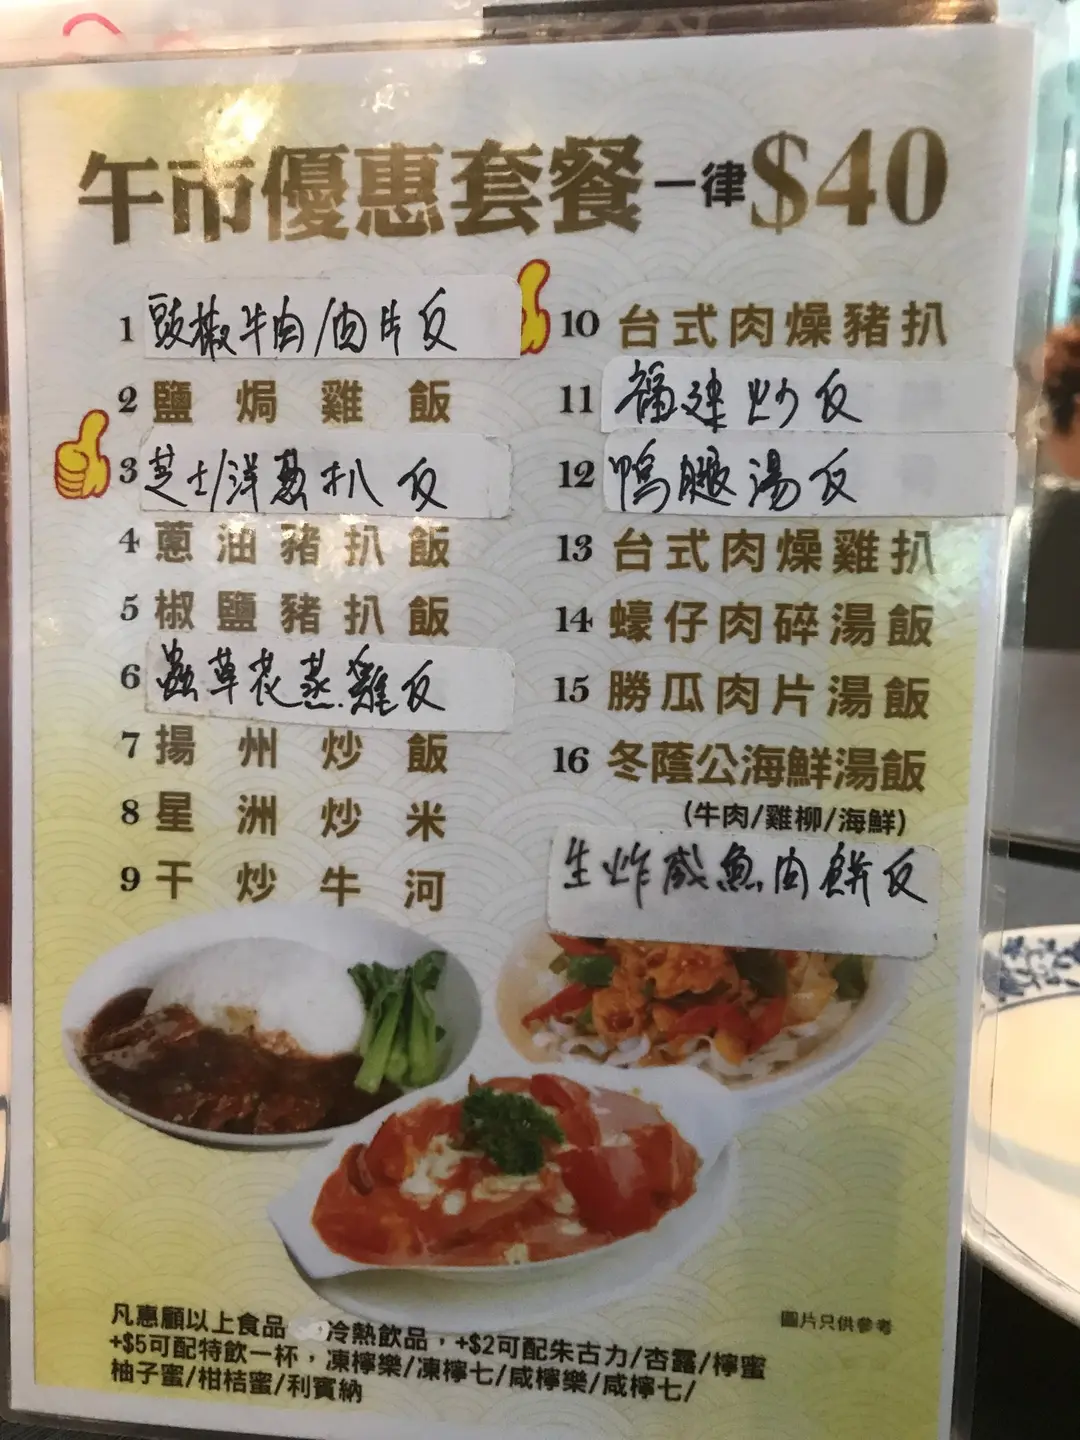 午市優惠套餐一律$40
1 豉椒牛肉/肉片反
2 鹽焗雞飯
3 芝士/洋葱扒反
4 蔥油豬扒飯
5 椒鹽豬扒飯
6 蟲草花蒸雞反
7 揚州炒飯
8 星洲炒米
9 干炒牛河
10 台式肉燥豬扒
11 福建炒反
12 鴨腿湯反
13 台式肉燥雞扒
14 蠔仔肉碎湯飯
15 勝瓜肉片湯飯
16 冬蔭公海鮮湯飯
(牛肉/雞柳/海鮮)
生炸咸魚肉餅反
圖片只供參考
凡惠顧以上食品 ,冷熱飲品，+$2可配朱古力/杏露/檸蜜
+$5可配特飲一杯，凍檸樂/凍檸七/咸檸樂/咸檸七/
柚子蜜/柑桔蜜/利賓納